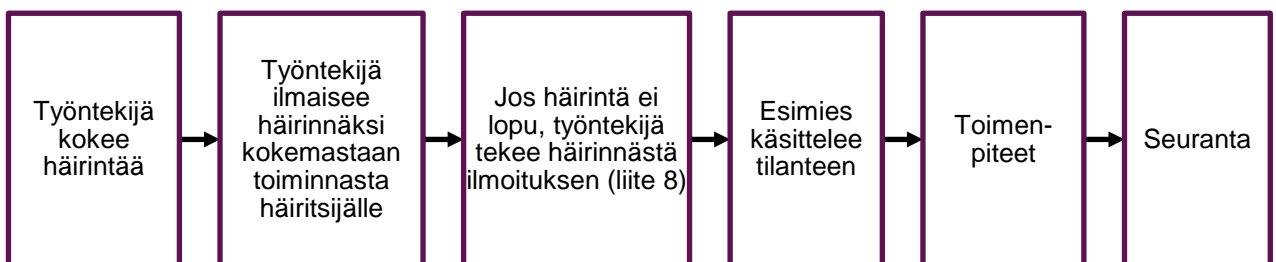 Työntekijä
kokee
häirintää
Työntekijä
ilmaisee
häirinnäksi
kokemastaan
toiminnasta
häiritsijälle
Jos häirintä ei
lopu, työntekijä
tekee häirinnästä
ilmoituksen (liite 8)
Esimies
käsittelee
tilanteen
Toimen-
piteet
Seuranta